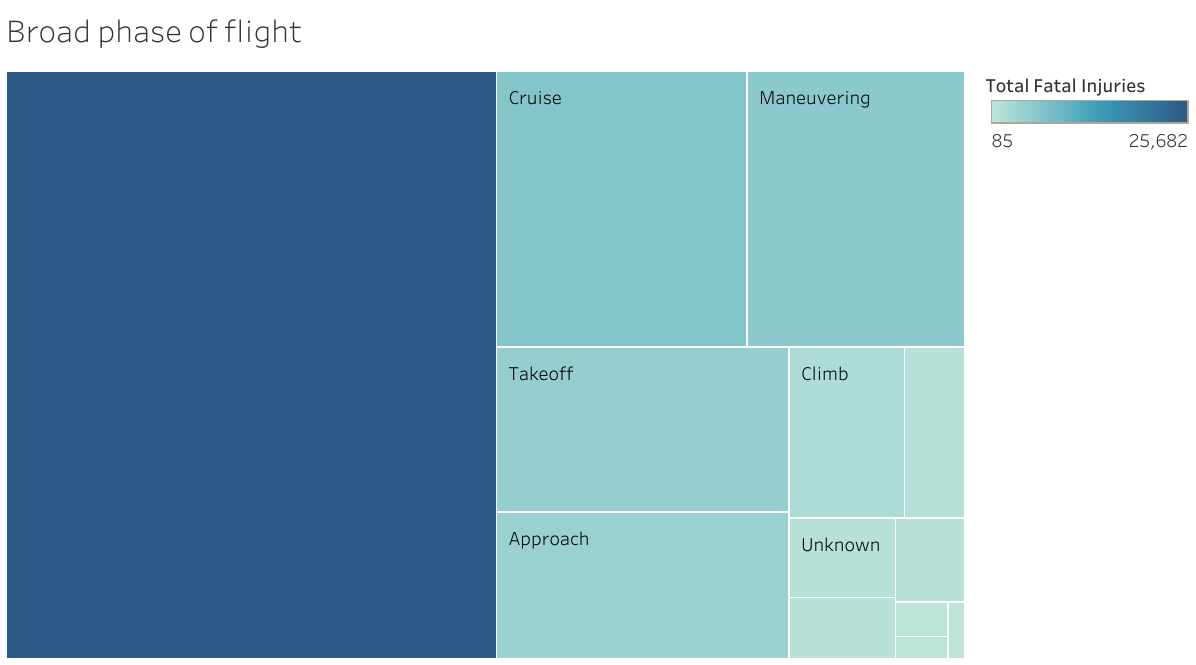 Broad phase of flight
Cruise
Maneuvering
Total Fatal Injuries
85
25,682
Takeoff
Climb
Approach
Unknown